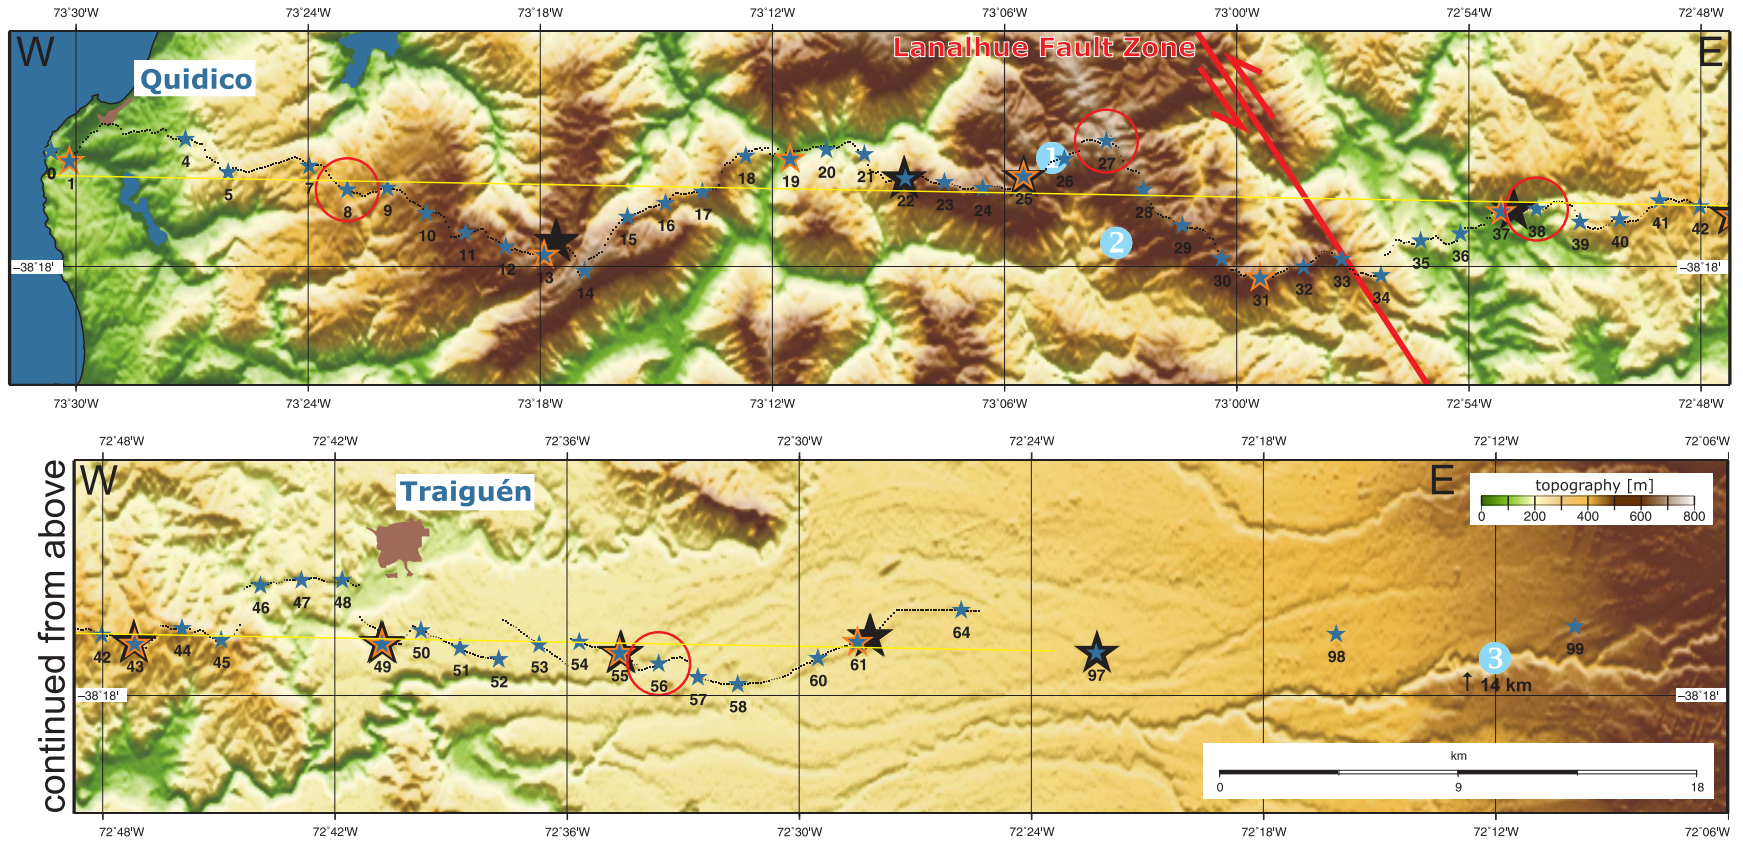 73˚30'W 73˚24'W 73˚18'W 73˚12'W 73˚06'W 73˚00'W 72˚54'W 72˚48'W
W Lanalhue Fault Zone E
Quidico
0 1 4 5 7 8 9 10 11 12 13 14 15 16 17 18 19 20 21 22 23 24 25 1 26 27 2 28 29 30 31 32 33 34 35 36 37 38 39 40 41 42
–38˚18' –38˚18'
73˚30'W 73˚24'W 73˚18'W 73˚12'W 73˚06'W 73˚00'W 72˚54'W 72˚48'W
72˚48'W 72˚42'W 72˚36'W 72˚30'W 72˚24'W 72˚18'W 72˚12'W 72˚06'W
continued from above
W E
Traiguén
topography [m]
0 200 400 600 800
42 43 44 45 46 47 48 49 50 51 52 53 54 55 56 57 58 60 61 64 97 98 3 99
↑ 14 km
–38˚18' –38˚18'
km
0 9 18
72˚48'W 72˚42'W 72˚36'W 72˚30'W 72˚24'W 72˚18'W 72˚12'W 72˚06'W